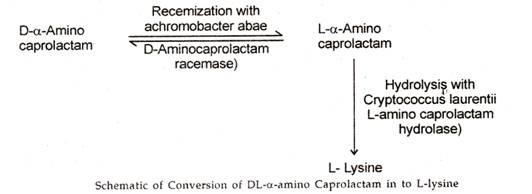 D-α-Amino
caprolactam
Recemization with
achromobacter abae
D-Aminocaprolactam
racemase)
L-α-Amino
caprolactam
Hydrolysis with
Cryptococcus laurentii
L-amino caprolactam
hydrolase)
L- Lysine
Schematic of Conversion of DL-α-amino Caprolactam in to L-lysine